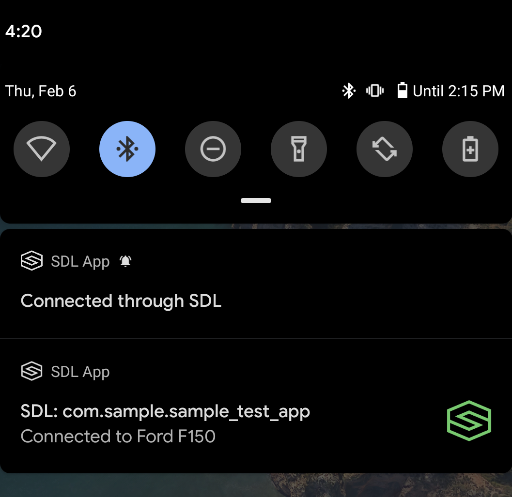 4:20
Thu, Feb 6
Until 2:15 PM
SDL App
Connected through SDL
SDL App
SDL: com.sample.sample_test_app
Connected to Ford F150